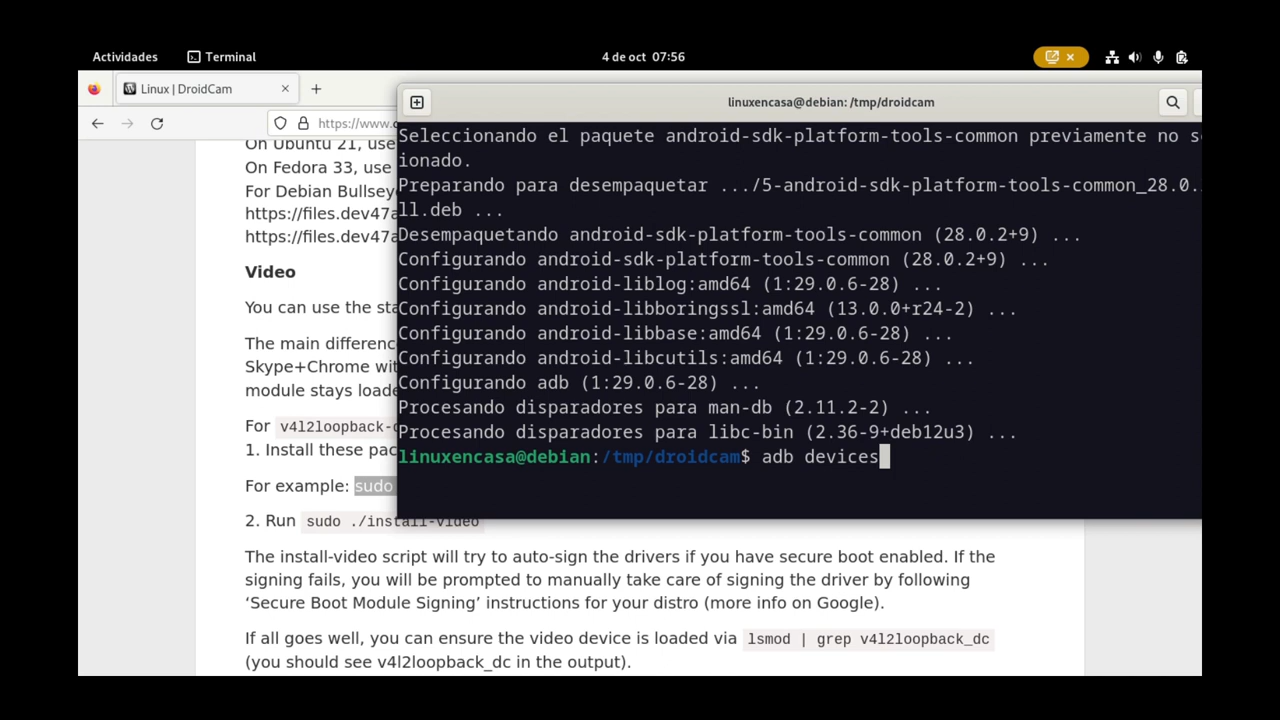 Actividades
Terminal
4 de oct 07:56
Linux | DroidCam
https://www.
linuxencasa@debian: /tmp/droidcam
On Ubuntu 21, use
On Fedora 33, use
For Debian
https://files.dev47a
https://files.dev47a
Video
You can use the
The main difference
Skype+Chrome
module stays
For v4l2loopback-
1. Install these
For example: sudo
2. Run sudo ./install-video
The install-video script will try to auto-sign the drivers if you have secure boot enabled. If the
signing fails, you will be prompted to manually take care of signing the driver by following
‘Secure Boot Module Signing’ instructions for your distro (more info on Google).
If all goes well, you can ensure the video device is loaded via lsmod | grep v4l2loopback_dc
(you should see v4l2loopback_dc in the output).
Seleccionando el paquete android-sdk-platform-tools-common previamente no s
ionado.
Preparando para desempaquetar .../5-android-sdk-platform-tools-common_28.0.
ll.deb ...
Desempaquetando android-sdk-platform-tools-common (28.0.2+9) ...
Configurando android-sdk-platform-tools-common (28.0.2+9) ...
Configurando android-liblog:amd64 (1:29.0.6-28) ...
Configurando android-libboringssl:amd64 (13.0.0+r24-2) ...
Configurando android-libbase:amd64 (1:29.0.6-28) ...
Configurando android-libcutils:amd64 (1:29.0.6-28) ...
Configurando adb (1:29.0.6-28) ...
Procesando disparadores para man-db (2.11.2-2) ...
Procesando disparadores para libc-bin (2.36-9+deb12u3) ...
linuxencasa@debian:/tmp/droidcam$ adb devices